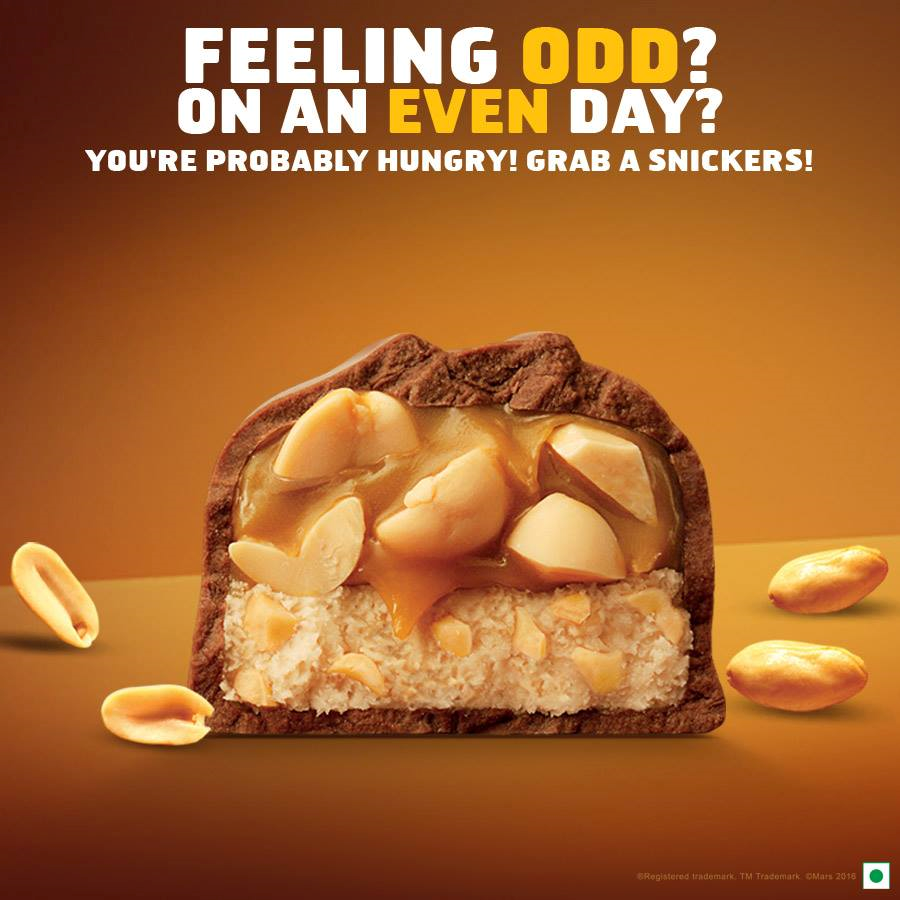 FEELING ODD?
ON AN EVEN DAY?
YOU'RE PROBABLY HUNGRY! GRAB A SNICKERS!
®Registered trademark. TM Trademark. ©Mars 2016